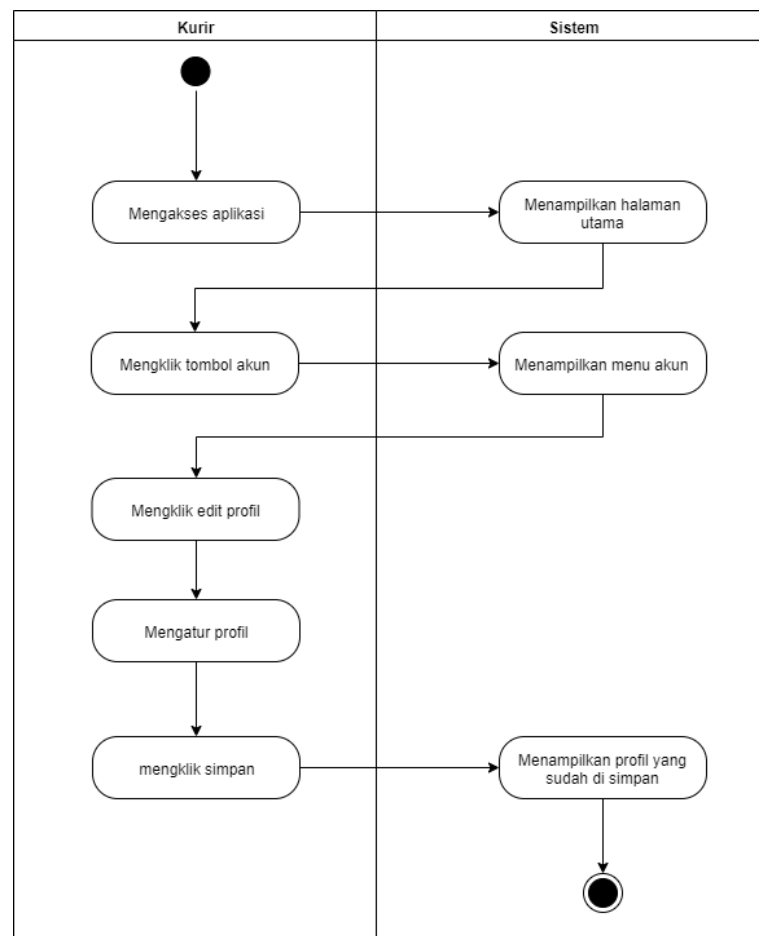 Kurir
Sistem
Mengakses aplikasi
Menampilkan halaman
utama
Mengklik tombol akun
Menampilkan menu akun
Mengklik edit profil
Mengatur profil
mengklik simpan
Menampilkan profil yang
sudah di simpan